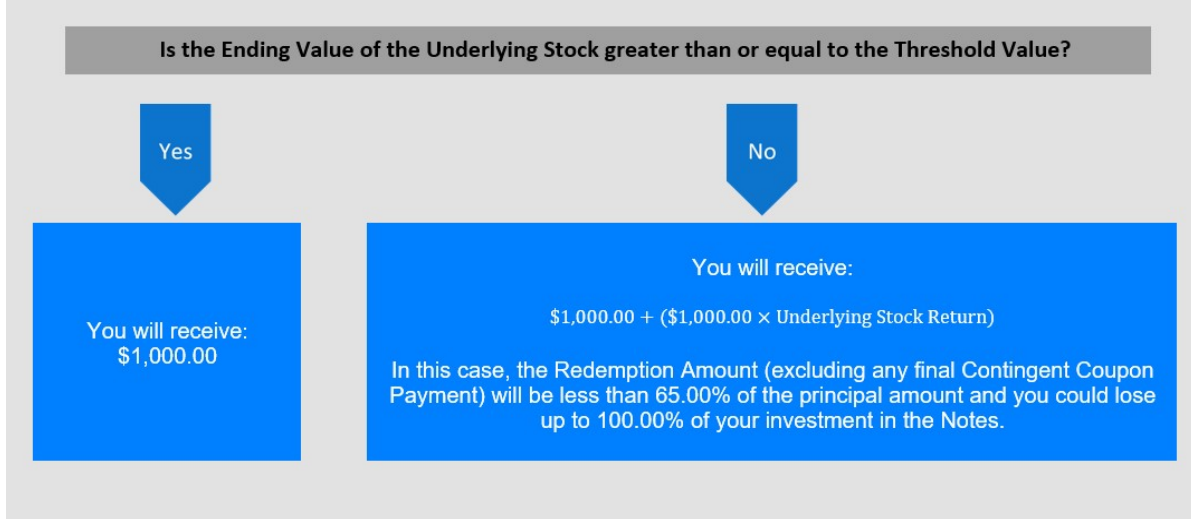 Is the Ending Value of the Underlying Stock greater than or equal to the Threshold Value?
Yes
No
You will receive:
$1,000.00
You will receive:
$1,000.00 + ($1,000.00 × Underlying Stock Return)
In this case, the Redemption Amount (excluding any final Contingent Coupon
Payment) will be less than 65.00% of the principal amount and you could lose
up to 100.00% of your investment in the Notes.